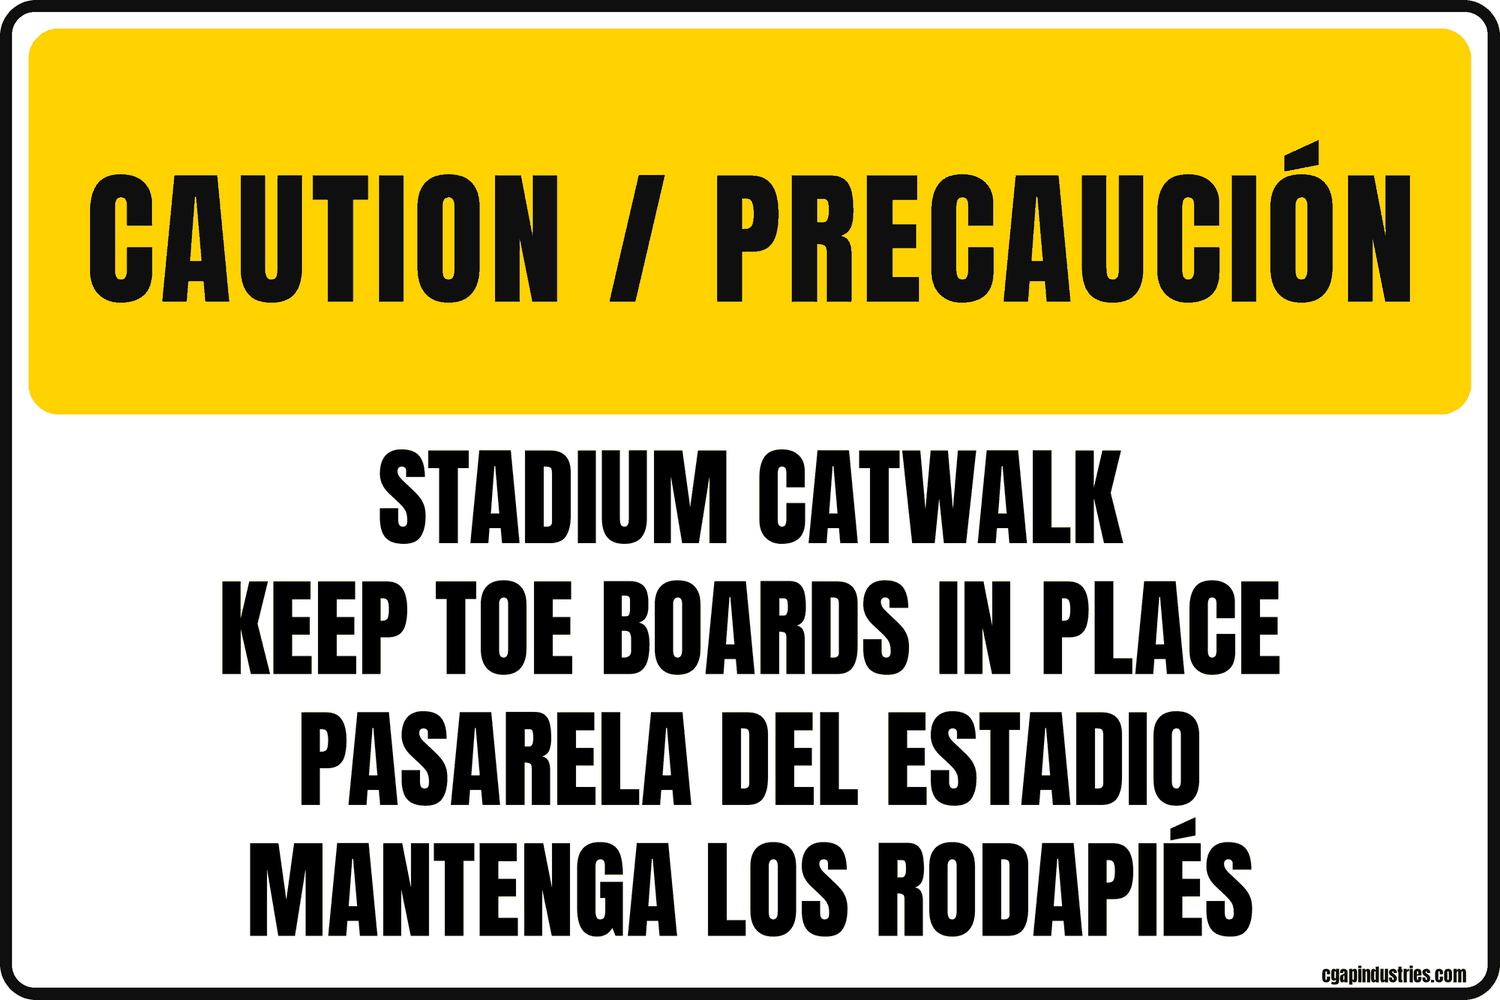 CAUTION / PRECAUCIÓN
STADIUM CATWALK
KEEP TOE BOARDS IN PLACE
PASARELA DEL ESTADIO
MANTENGA LOS RODAPIÉS
cgapindustries.com